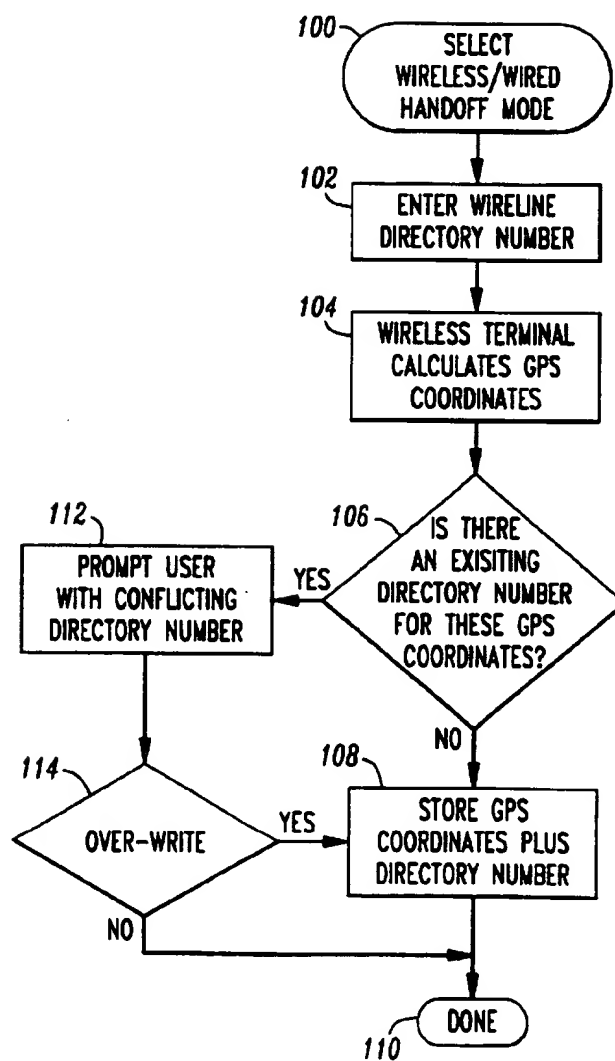 100
SELECT
WIRELESS/WIRED
HANDOFF MODE
102
ENTER WIRELINE
DIRECTORY NUMBER
104
WIRELESS TERMINAL
CALCULATES GPS
COORDINATES
106
IS THERE
AN EXISITING
DIRECTORY NUMBER
FOR THESE GPS
COORDINATES?
YES
NO
112
PROMPT USER
WITH CONFLICTING
DIRECTORY NUMBER
114
OVER-WRITE
YES
NO
108
STORE GPS
COORDINATES PLUS
DIRECTORY NUMBER
DONE
110